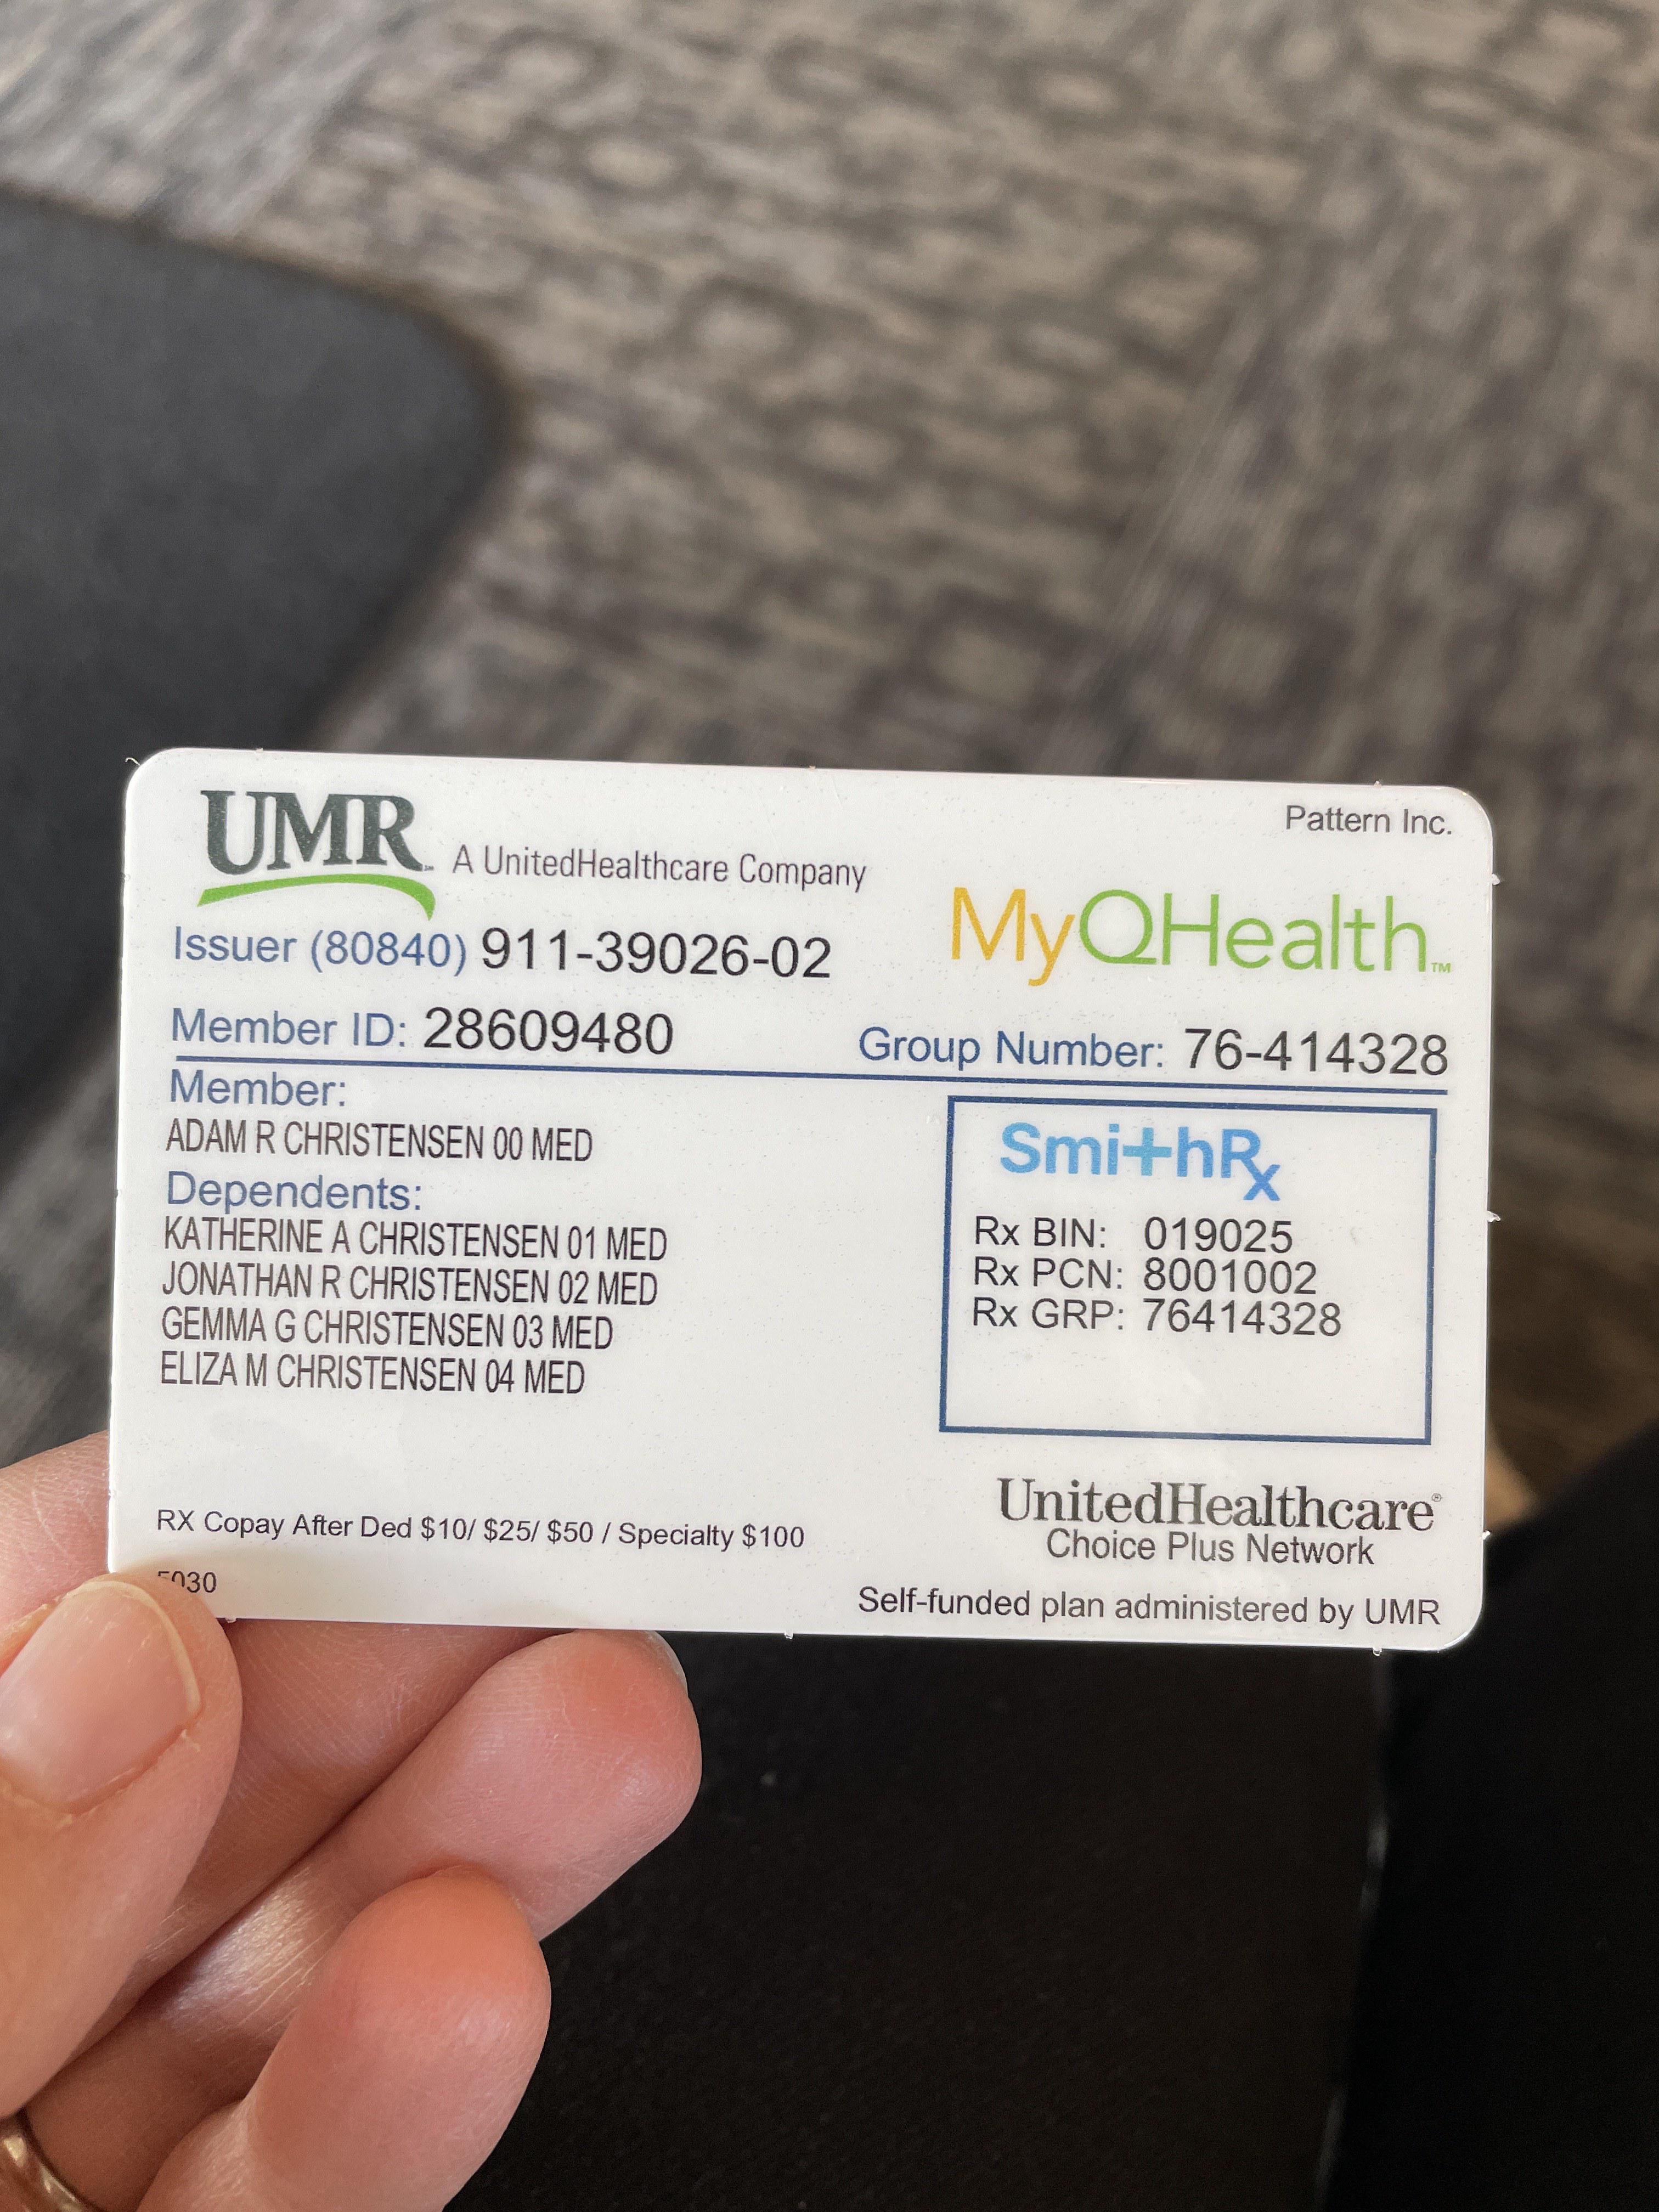 UMR
A UnitedHealthcare Company
Pattern Inc.
MyQHealth™
Issuer (80840) 911-39026-02
Member ID: 28609480
Group Number: 76-414328
Member:
ADAM R CHRISTENSEN 00 MED
Dependents:
KATHERINE A CHRISTENSEN 01 MED
JONATHAN R CHRISTENSEN 02 MED
GEMMA G CHRISTENSEN 03 MED
ELIZA M CHRISTENSEN 04 MED
SmithRx
Rx BIN: 019025
Rx PCN: 8001002
Rx GRP: 76414328
RX Copay After Ded $10/ $25/ $50 / Specialty $100
UnitedHealthcare®
Choice Plus Network
Self-funded plan administered by UMR